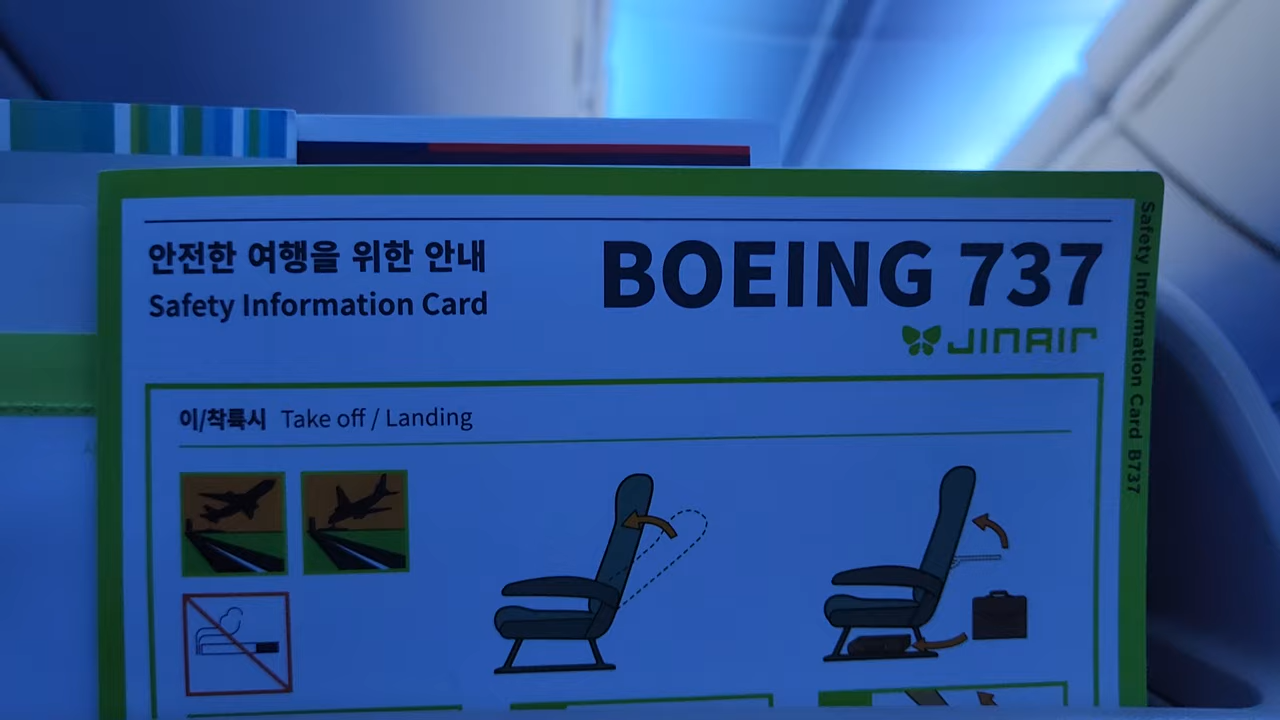 안전한 여행을 위한 안내
Safety Information Card
BOEING 737
JINAIR
이/착륙시 Take off / Landing
Safety Information Card B737